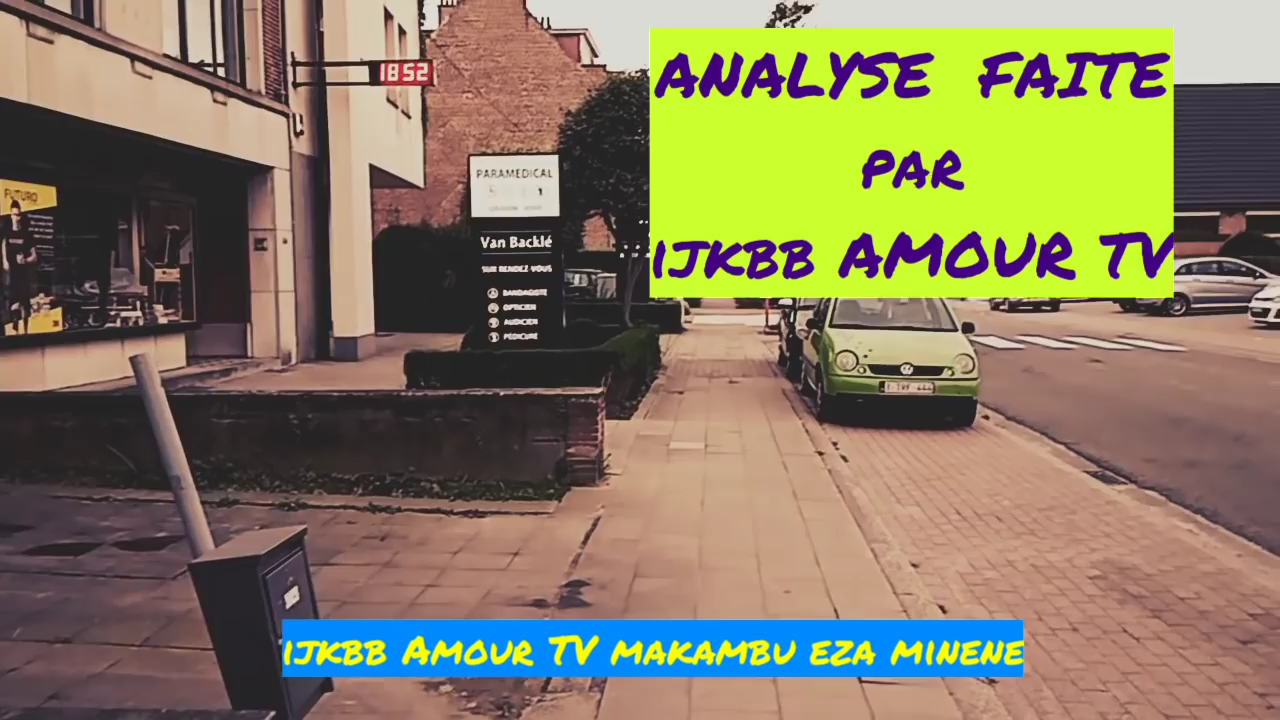 1852
ANALYSE FAITE
PAR
IJKBB AMOUR TV
FUTURO
PARAMEDICAL
Van Backlé
SUR RENDEZ-VOUS
BANDAGISTE
OPTICIEN
AUDICIEN
PEDICURE
IJKBB AMOUR TV MAKAMBU EZA MINENE